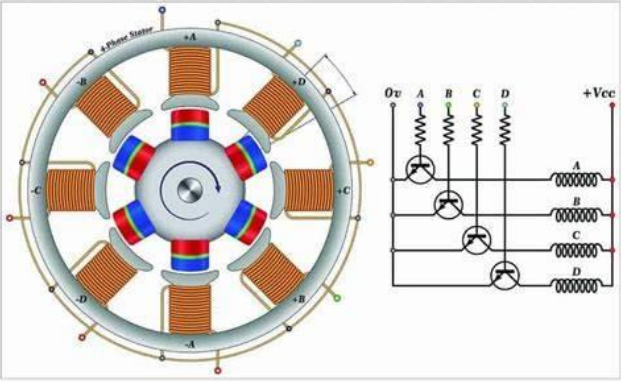 4-Phase Stator
+A
-B
+D
-C
+C
-D
+B
-A
0v A B C D +Vcc
A
B
C
D